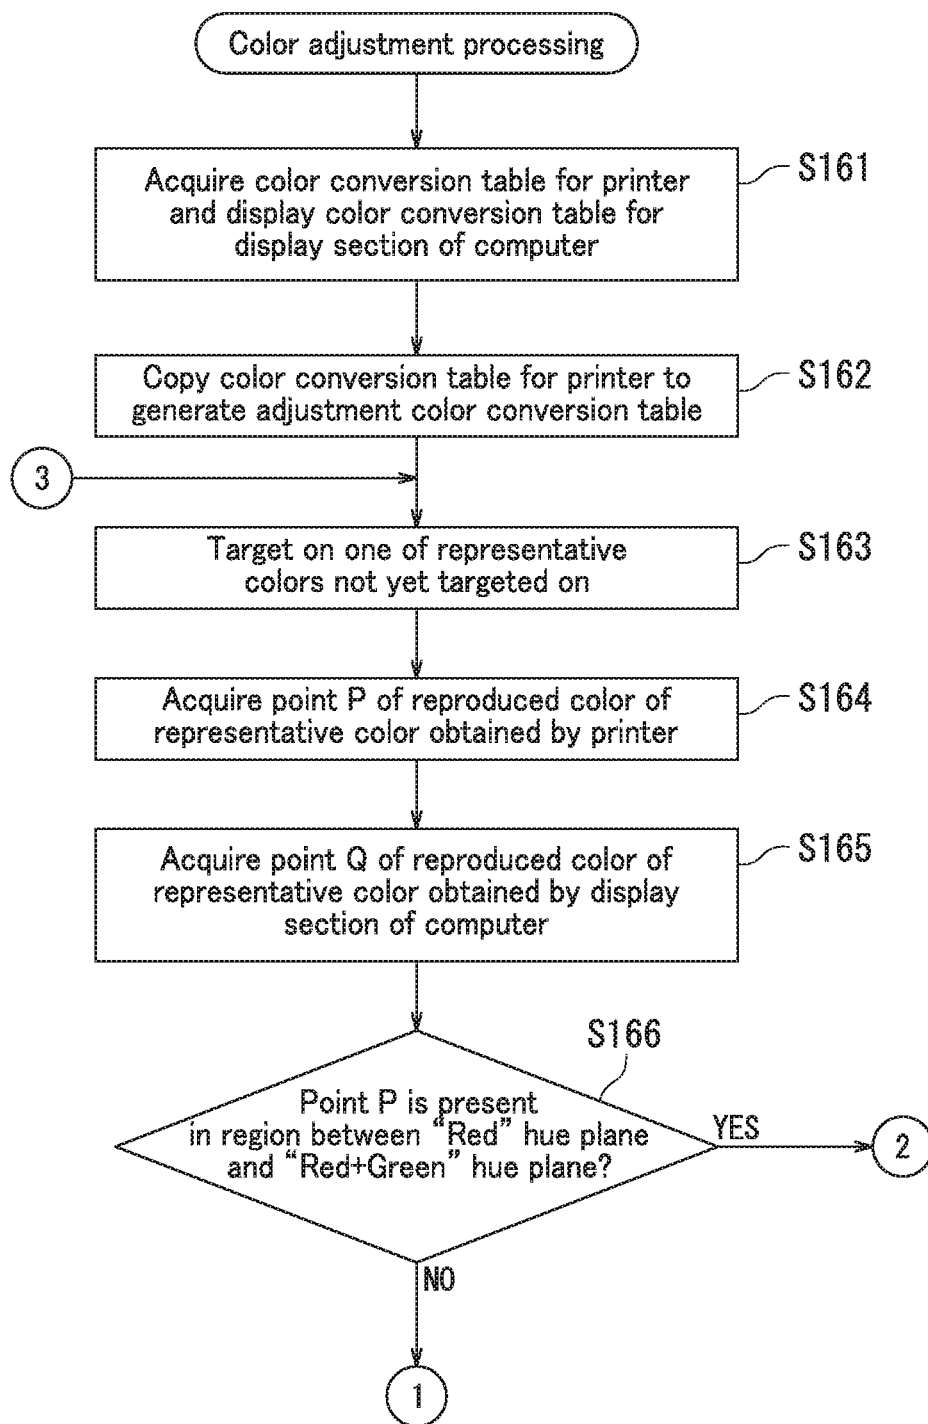 Color adjustment processing
Acquire color conversion table for printer
and display color conversion table for
display section of computer
S161
Copy color conversion table for printer to
generate adjustment color conversion table
S162
3
Target on one of representative
colors not yet targeted on
S163
Acquire point P of reproduced color of
representative color obtained by printer
S164
Acquire point Q of reproduced color of
representative color obtained by display
section of computer
S165
S166
Point P is present
in region between “Red” hue plane
and “Red+Green” hue plane?
YES
2
NO
1